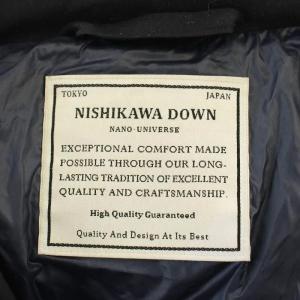 TOKYO JAPAN
NISHIKAWA DOWN
NANO·UNIVERSE
EXCEPTIONAL COMFORT MADE
POSSIBLE THROUGH OUR LONG-
LASTING TRADITION OF EXCELLENT
QUALITY AND CRAFTSMANSHIP.
High Quality Guaranteed
Quality And Design At Its Best